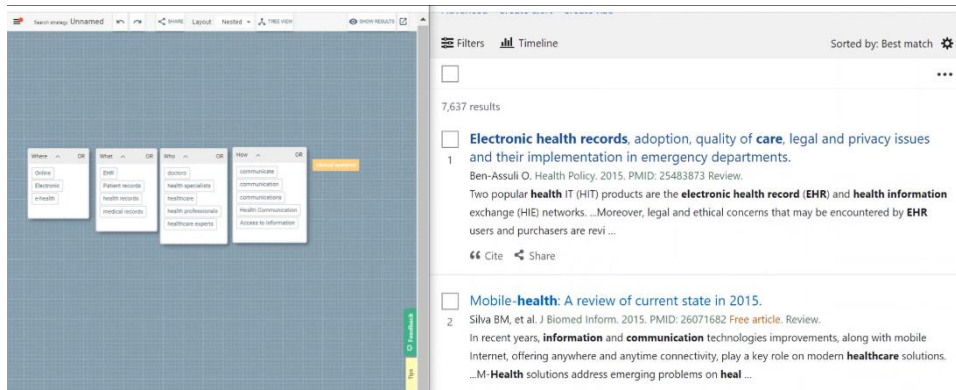 Search strategy: Unnamed
SHARE
Layout: Nested
TREE VIEW
SHOW RESULTS
Where OR
Online
Electronic
e-health
What OR
EHR
Patient records
health records
medical records
Who OR
doctors
health specialists
healthcare
health professionals
healthcare experts
How OR
communicate
communication
communications
Health Communication
Access to Information
Feedback
Tips
Filters
Timeline
Sorted by: Best match
7,637 results
Electronic health records, adoption, quality of care, legal and privacy issues
1
and their implementation in emergency departments.
Ben-Assuli O. Health Policy. 2015. PMID: 25483873 Review.
Two popular health IT (HIT) products are the electronic health record (EHR) and health information
exchange (HIE) networks. ...Moreover, legal and ethical concerns that may be encountered by EHR
users and purchasers are revi ...
Cite
Share
Mobile-health: A review of current state in 2015.
2
Silva BM, et al. J Biomed Inform. 2015. PMID: 26071682 Free article. Review.
In recent years, information and communication technologies improvements, along with mobile
Internet, offering anywhere and anytime connectivity, play a key role on modern healthcare solutions.
...M-Health solutions address emerging problems on heal ...